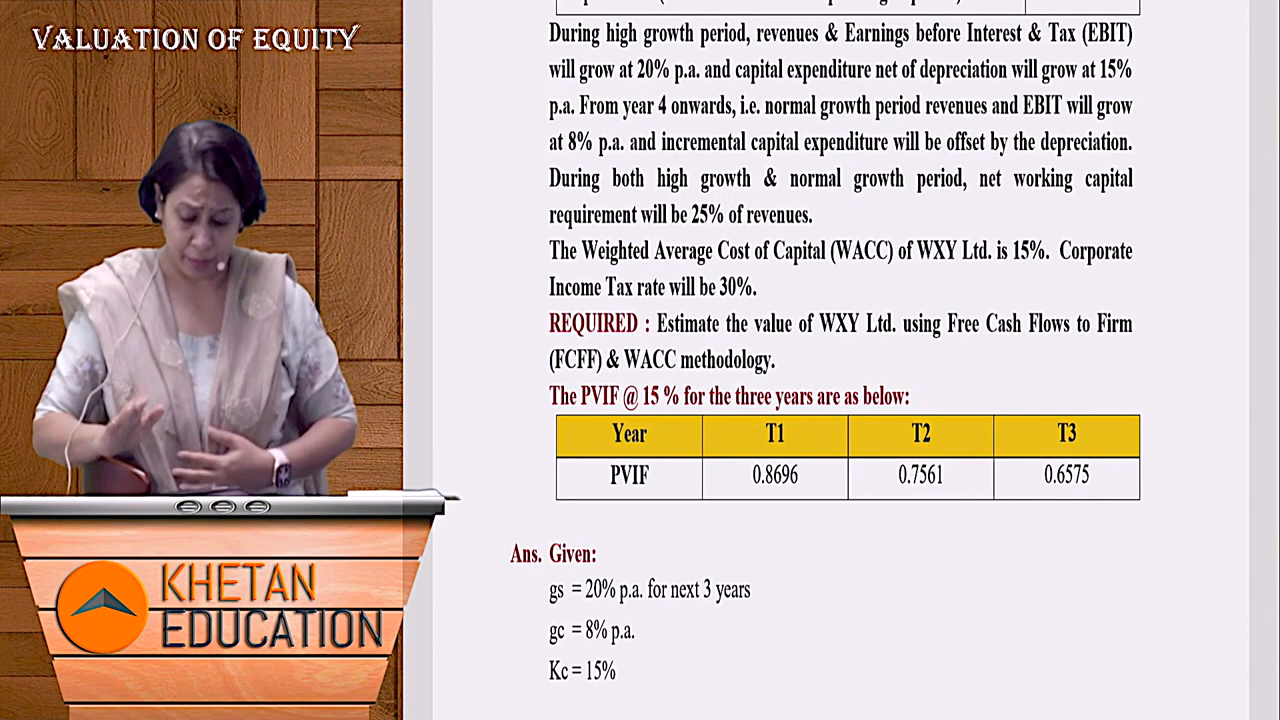 VALUATION OF EQUITY
During high growth period, revenues & Earnings before Interest & Tax (EBIT)
will grow at 20% p.a. and capital expenditure net of depreciation will grow at 15%
p.a. From year 4 onwards, i.e. normal growth period revenues and EBIT will grow
at 8% p.a. and incremental capital expenditure will be offset by the depreciation.
During both high growth & normal growth period, net working capital
requirement will be 25% of revenues.
The Weighted Average Cost of Capital (WACC) of WXY Ltd. is 15%. Corporate
Income Tax rate will be 30%.
REQUIRED : Estimate the value of WXY Ltd. using Free Cash Flows to Firm
(FCFF) & WACC methodology.
The PVIF @ 15 % for the three years are as below:
Year T1 T2 T3
PVIF 0.8696 0.7561 0.6575
Ans. Given:
gs = 20% p.a. for next 3 years
gc = 8% p.a.
Kc = 15%
KHETAN
EDUCATION